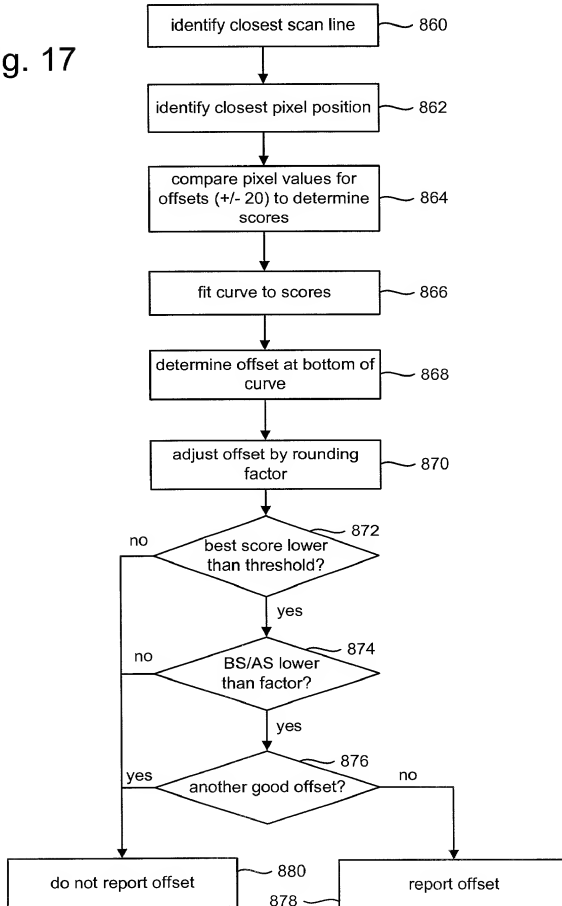 g. 17
identify closest scan line
860
identify closest pixel position
862
compare pixel values for
offsets (+/- 20) to determine
scores
864
fit curve to scores
866
determine offset at bottom of
curve
868
adjust offset by rounding
factor
870
872
no
best score lower
than threshold?
yes
874
no
BS/AS lower
than factor?
yes
876
yes
another good offset?
no
do not report offset
880
878
report offset